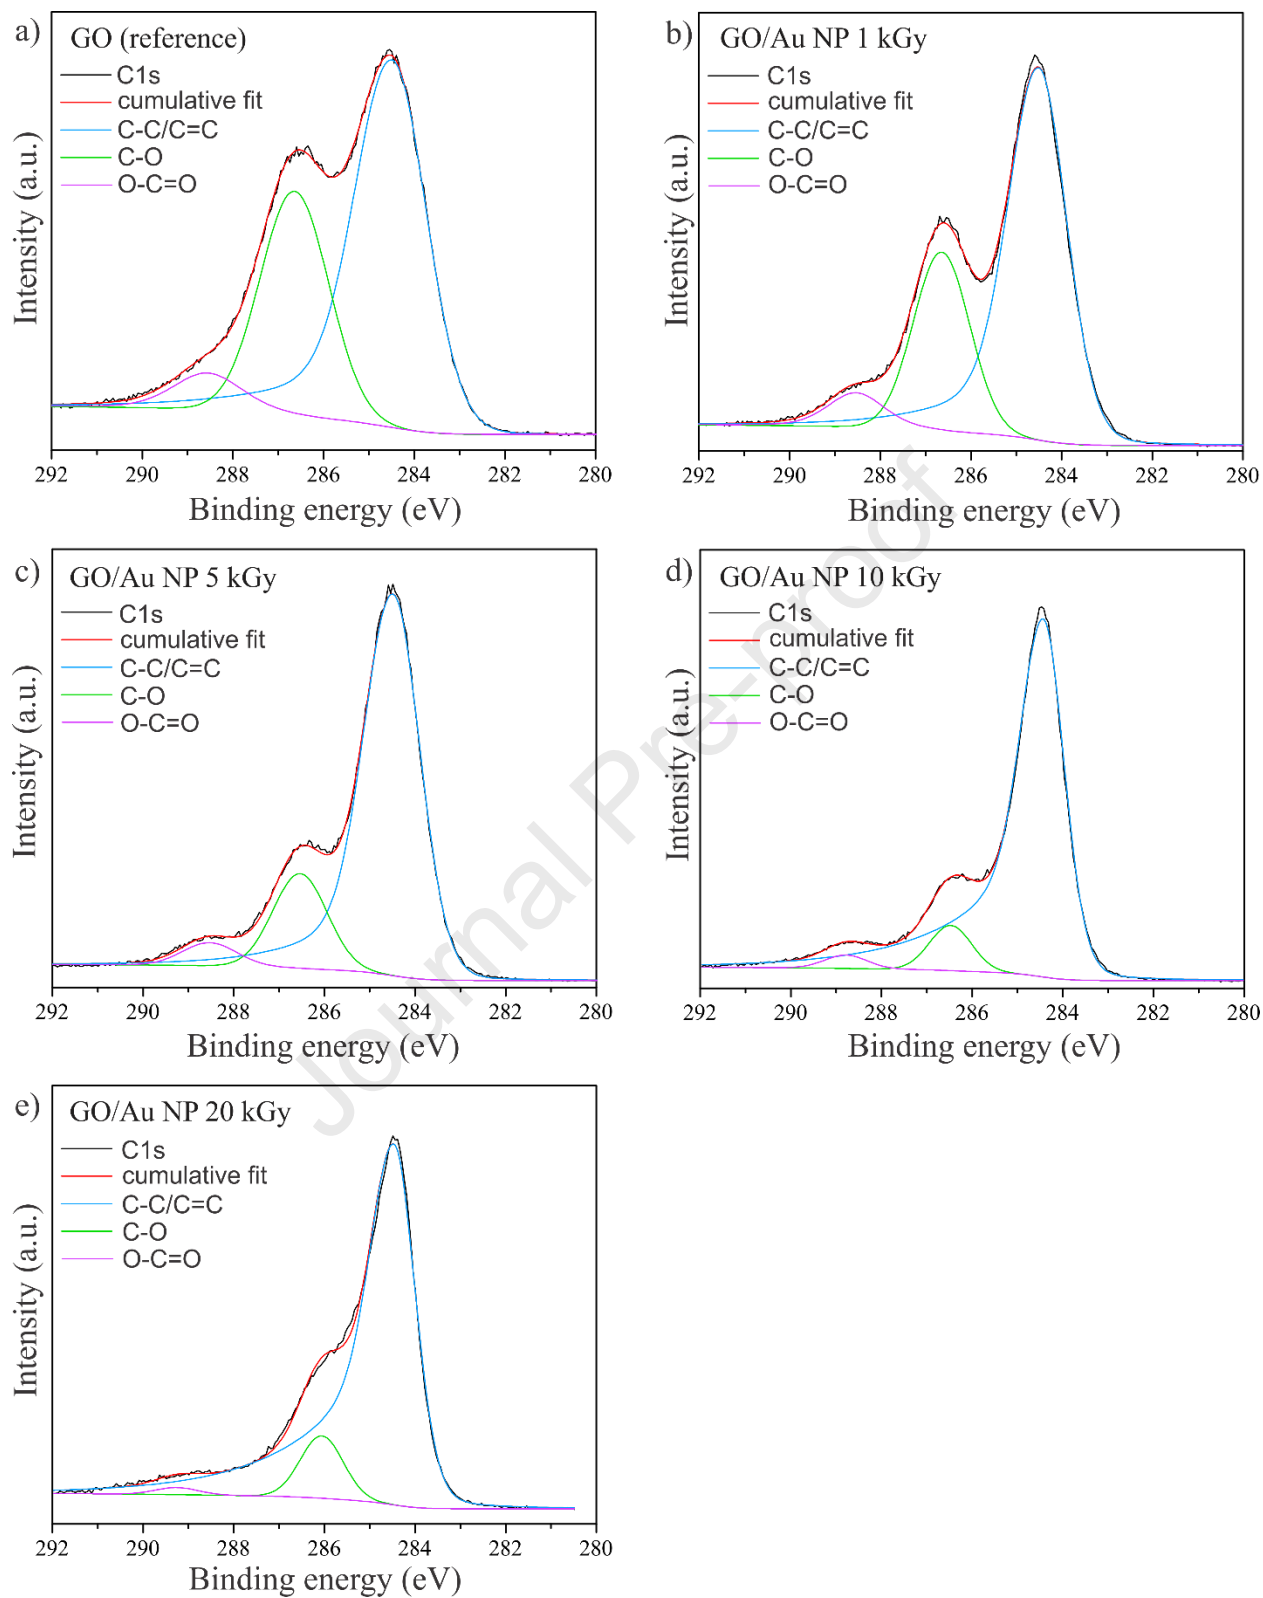 a) GO (reference)
C1s
cumulative fit
C-C/C=C
C-O
O-C=O
Intensity (a.u.)
292 290 288 286 284 282 280
Binding energy (eV)
b) GO/Au NP 1 kGy
C1s
cumulative fit
C-C/C=C
C-O
O-C=O
Intensity (a.u.)
292 290 288 286 284 282 280
Binding energy (eV)
c) GO/Au NP 5 kGy
C1s
cumulative fit
C-C/C=C
C-O
O-C=O
Intensity (a.u.)
292 290 288 286 284 282 280
Binding energy (eV)
d) GO/Au NP 10 kGy
C1s
cumulative fit
C-C/C=C
C-O
O-C=O
Intensity (a.u.)
292 290 288 286 284 282 280
Binding energy (eV)
e) GO/Au NP 20 kGy
C1s
cumulative fit
C-C/C=C
C-O
O-C=O
Intensity (a.u.)
292 290 288 286 284 282 280
Binding energy (eV)
Journal Pre-proof